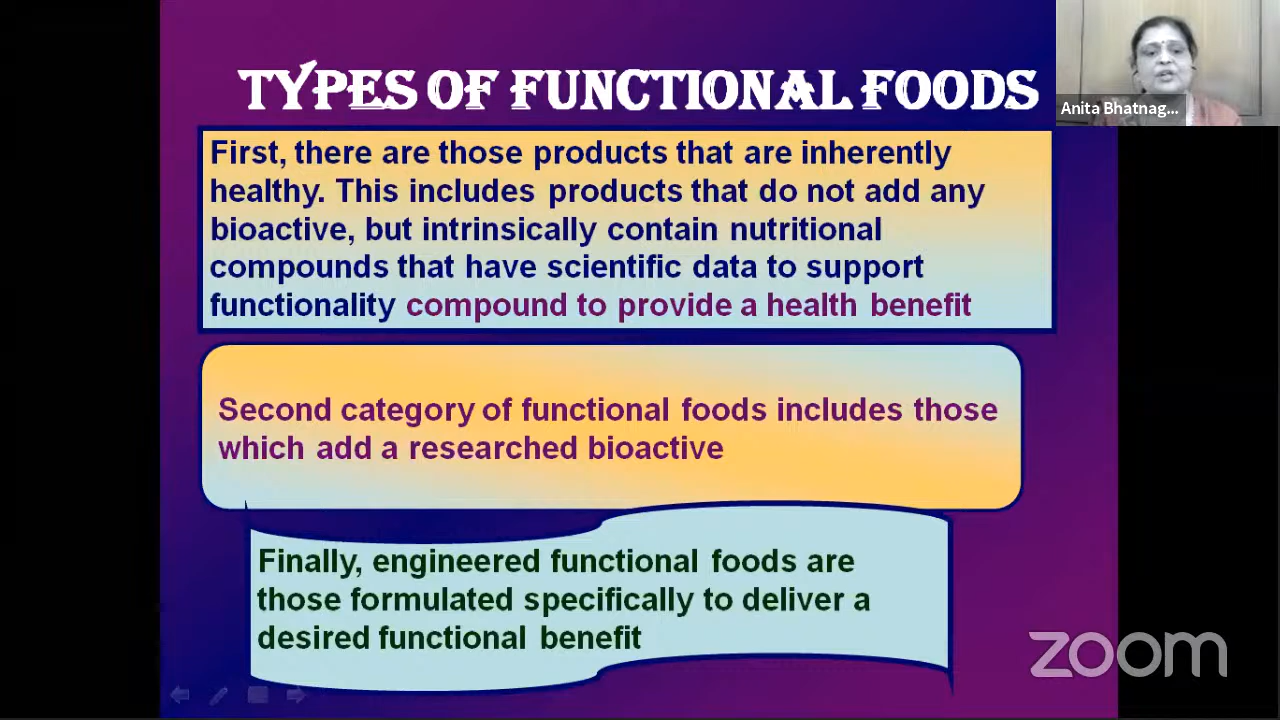 TYPES OF FUNCTIONAL FOODS
Anita Bhatnag...
First, there are those products that are inherently
healthy. This includes products that do not add any
bioactive, but intrinsically contain nutritional
compounds that have scientific data to support
functionality compound to provide a health benefit
Second category of functional foods includes those
which add a researched bioactive
Finally, engineered functional foods are
those formulated specifically to deliver a
desired functional benefit
zoom